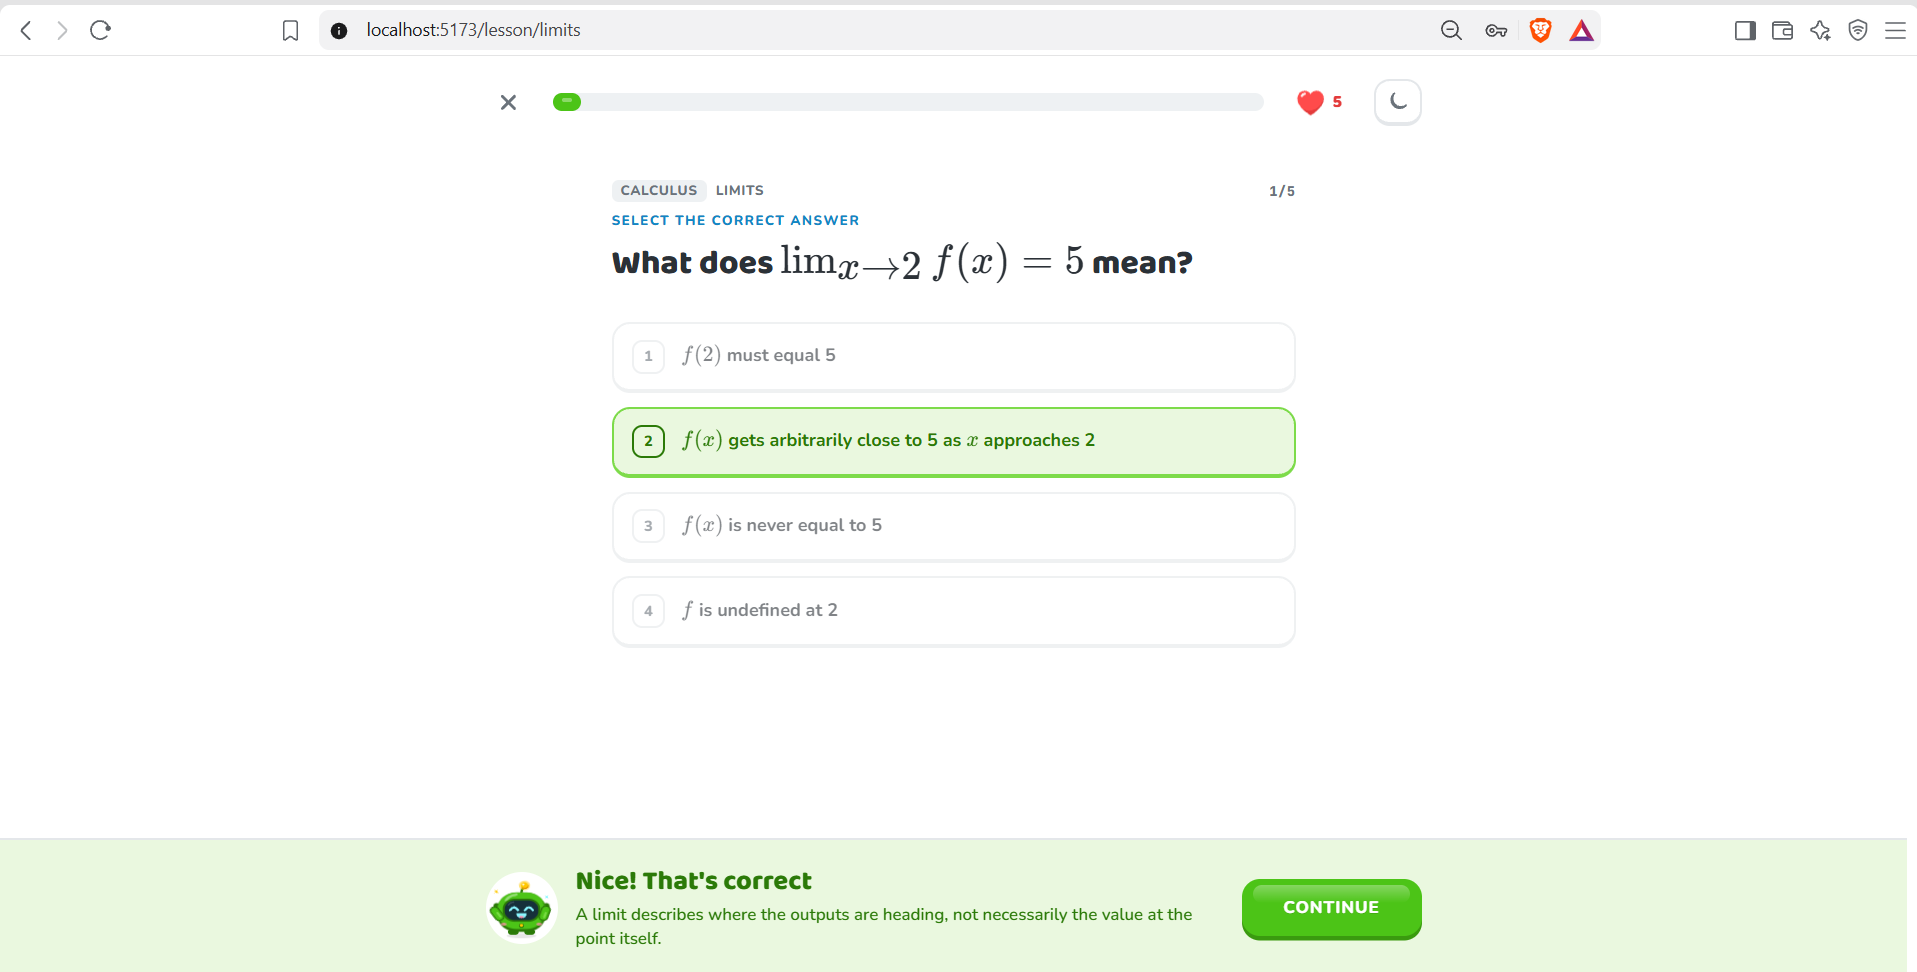 localhost:5173/lesson/limits
5
CALCULUS LIMITS 1/5
SELECT THE CORRECT ANSWER
What does lim x→2 f(x) = 5 mean?
1 f(2) must equal 5
2 f(x) gets arbitrarily close to 5 as x approaches 2
3 f(x) is never equal to 5
4 f is undefined at 2
Nice! That's correct
A limit describes where the outputs are heading, not necessarily the value at the
point itself.
CONTINUE